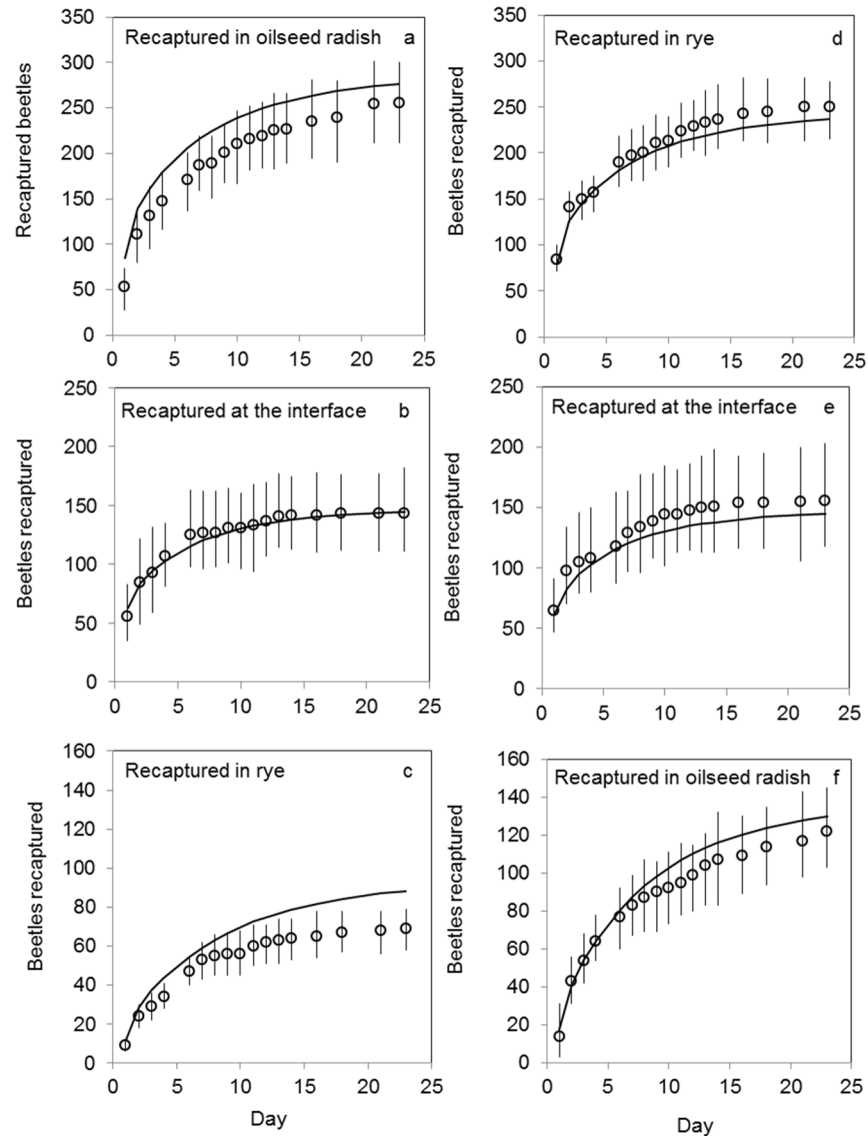 Recaptured in oilseed radish a
350
300
250
200
150
100
50
0
0 5 10 15 20 25
Recaptured beetles
Recaptured in rye d
350
300
250
200
150
100
50
0
0 5 10 15 20 25
Beetles recaptured
Recaptured at the interface b
250
200
150
100
50
0
0 5 10 15 20 25
Beetles recaptured
Recaptured at the interface e
250
200
150
100
50
0
0 5 10 15 20 25
Beetles recaptured
Recaptured in rye c
160
140
120
100
80
60
40
20
0
0 5 10 15 20 25
Beetles recaptured
Day
Recaptured in oilseed radish f
160
140
120
100
80
60
40
20
0
0 5 10 15 20 25
Beetles recaptured
Day